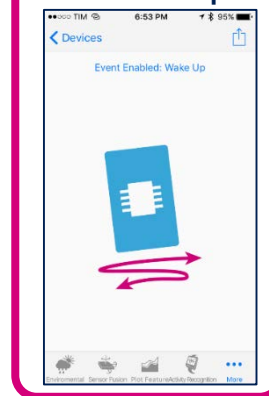 TIM 6:53 PM 95%
Devices
Event Enabled: Wake Up
Environmental Sensor Fusion Plot Feature Activity Recognition More